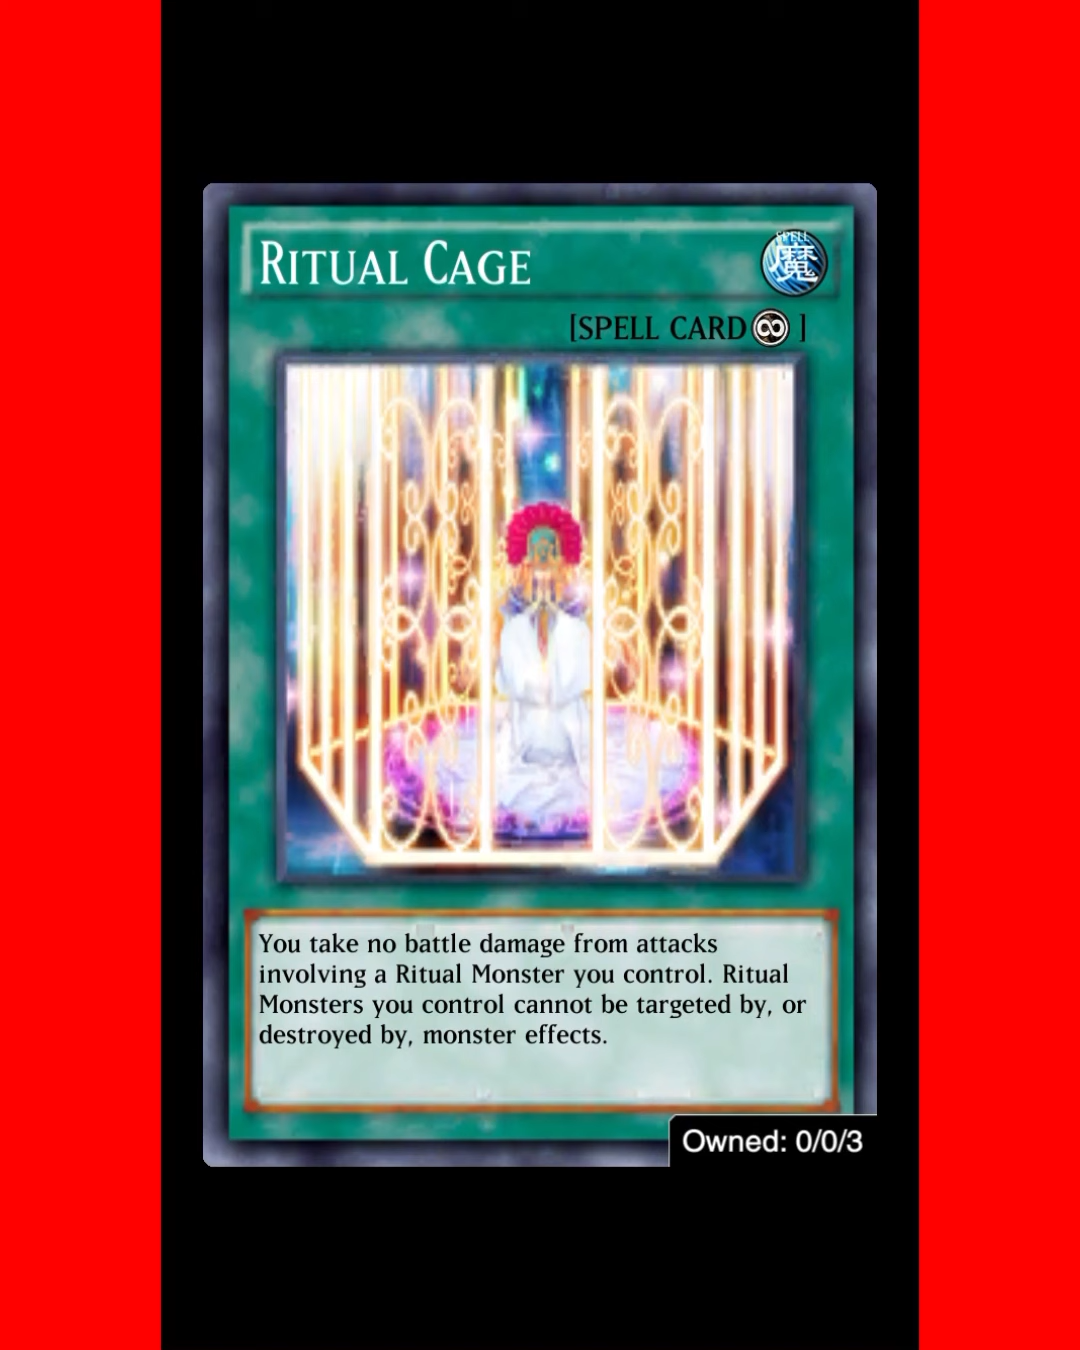 Ritual Cage
SPELL
魔
[SPELL CARD ]
You take no battle damage from attacks
involving a Ritual Monster you control. Ritual
Monsters you control cannot be targeted by, or
destroyed by, monster effects.
Owned: 0/0/3